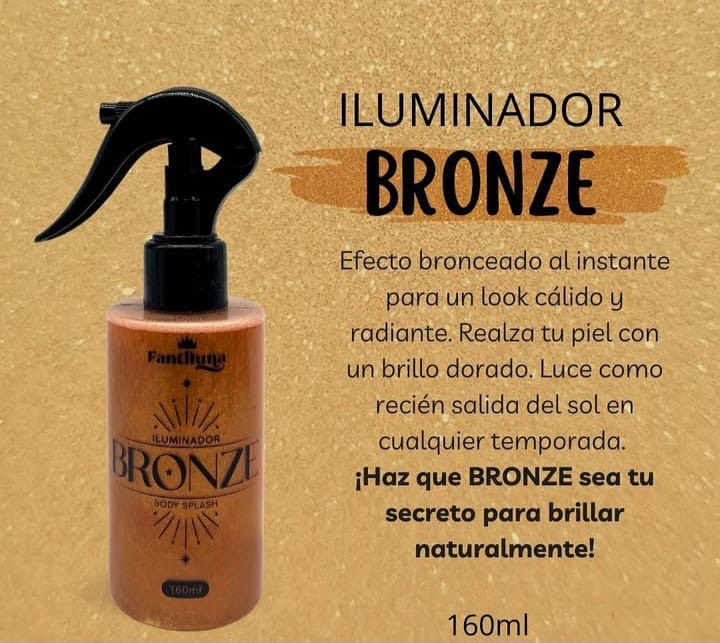 ILUMINADOR
BRONZE
Efecto bronceado al instante
para un look cálido y
radiante. Realza tu piel con
un brillo dorado. Luce como
recién salida del sol en
cualquier temporada.
¡Haz que BRONZE sea tu
secreto para brillar
naturalmente!
160ml
Fantiluna
ILUMINADOR
BRONZE
BODY SPLASH
160ml